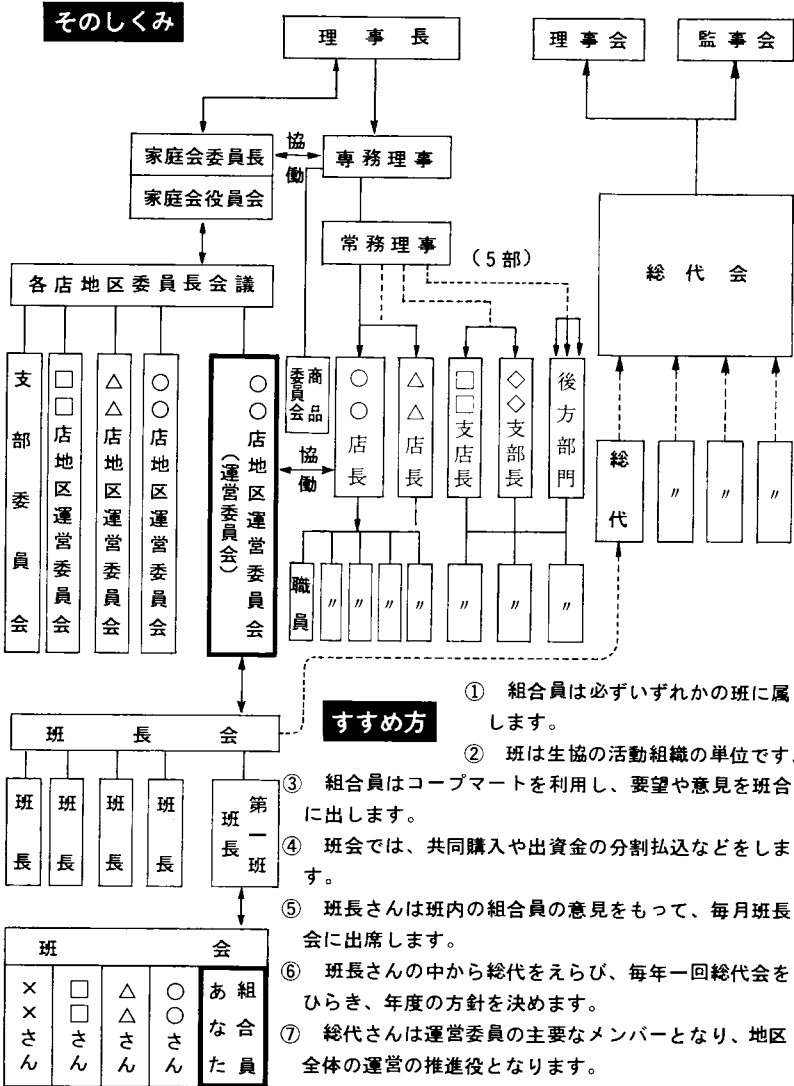 そのしくみ
理事長
理事会
監事会
家庭会委員長
家庭会役員会
協働
専務理事
常務理事
(5部)
総代会
各店地区委員長会議
支部委員会
□□店地区運営委員会
△△店地区運営委員会
○○店地区運営委員会
○○店地区運営委員会
(運営委員会)
商品
委員会
協働
○○店長
△△店長
□□支店長
◇◇支部長
後方部門
総代
〃
〃
〃
職員
〃
〃
〃
〃
〃
〃
班長会
班長
班長
班長
班長
第一班
班長
班会
××さん
□□さん
△△さん
○○さん
組合員
あなた
すすめ方
① 組合員は必ずいずれかの班に属
します。
② 班は生協の活動組織の単位です。
③ 組合員はコープマートを利用し、要望や意見を班会
に出します。
④ 班会では、共同購入や出資金の分割払込などをしま
す。
⑤ 班長さんは班内の組合員の意見をもって、毎月班長
会に出席します。
⑥ 班長さんの中から総代をえらび、毎年一回総代会を
ひらき、年度の方針を決めます。
⑦ 総代さんは運営委員の主要なメンバーとなり、地区
全体の運営の推進役となります。